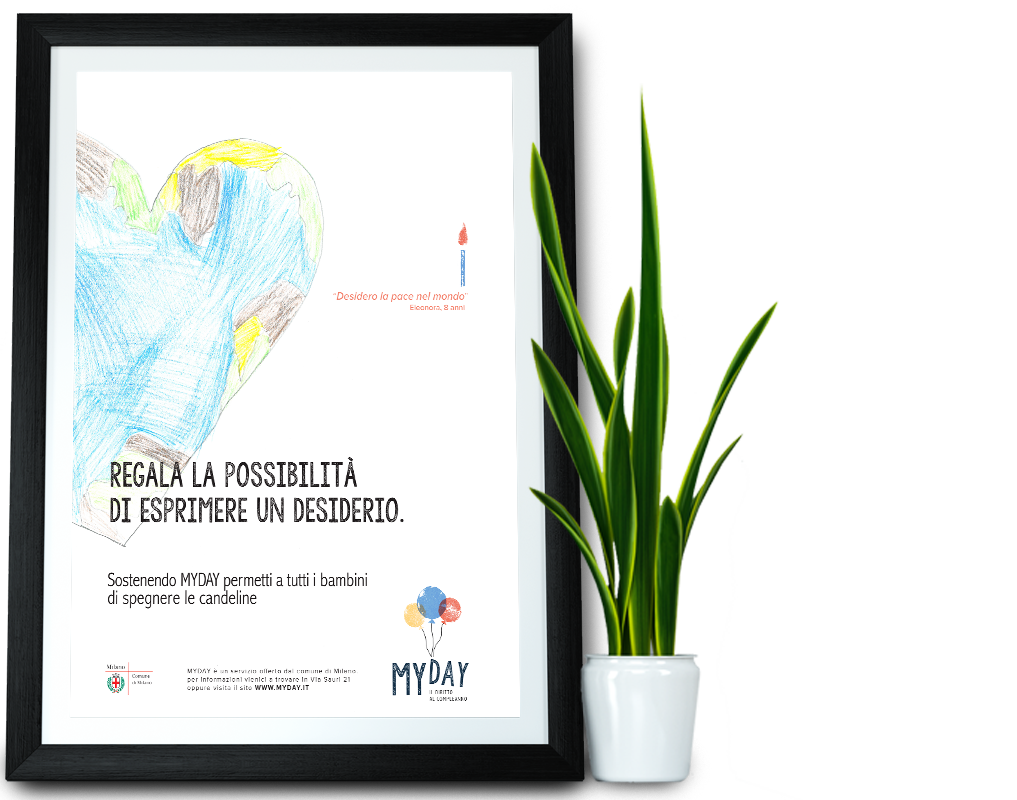 "Desidero la pace nel mondo"
Eleonora, 8 anni
REGALA LA POSSIBILITÀ
DI ESPRIMERE UN DESIDERIO.
Sostenendo MYDAY permetti a tutti i bambini
di spegnere le candeline
Milano
Comune
di Milano
MYDAY è un servizio offerto dal comune di Milano
per informazioni vienici a trovare in Via Sauri 21
oppure visita il sito WWW.MYDAY.IT
MYDAY
IL DIRITTO
AL COMPLEANNO